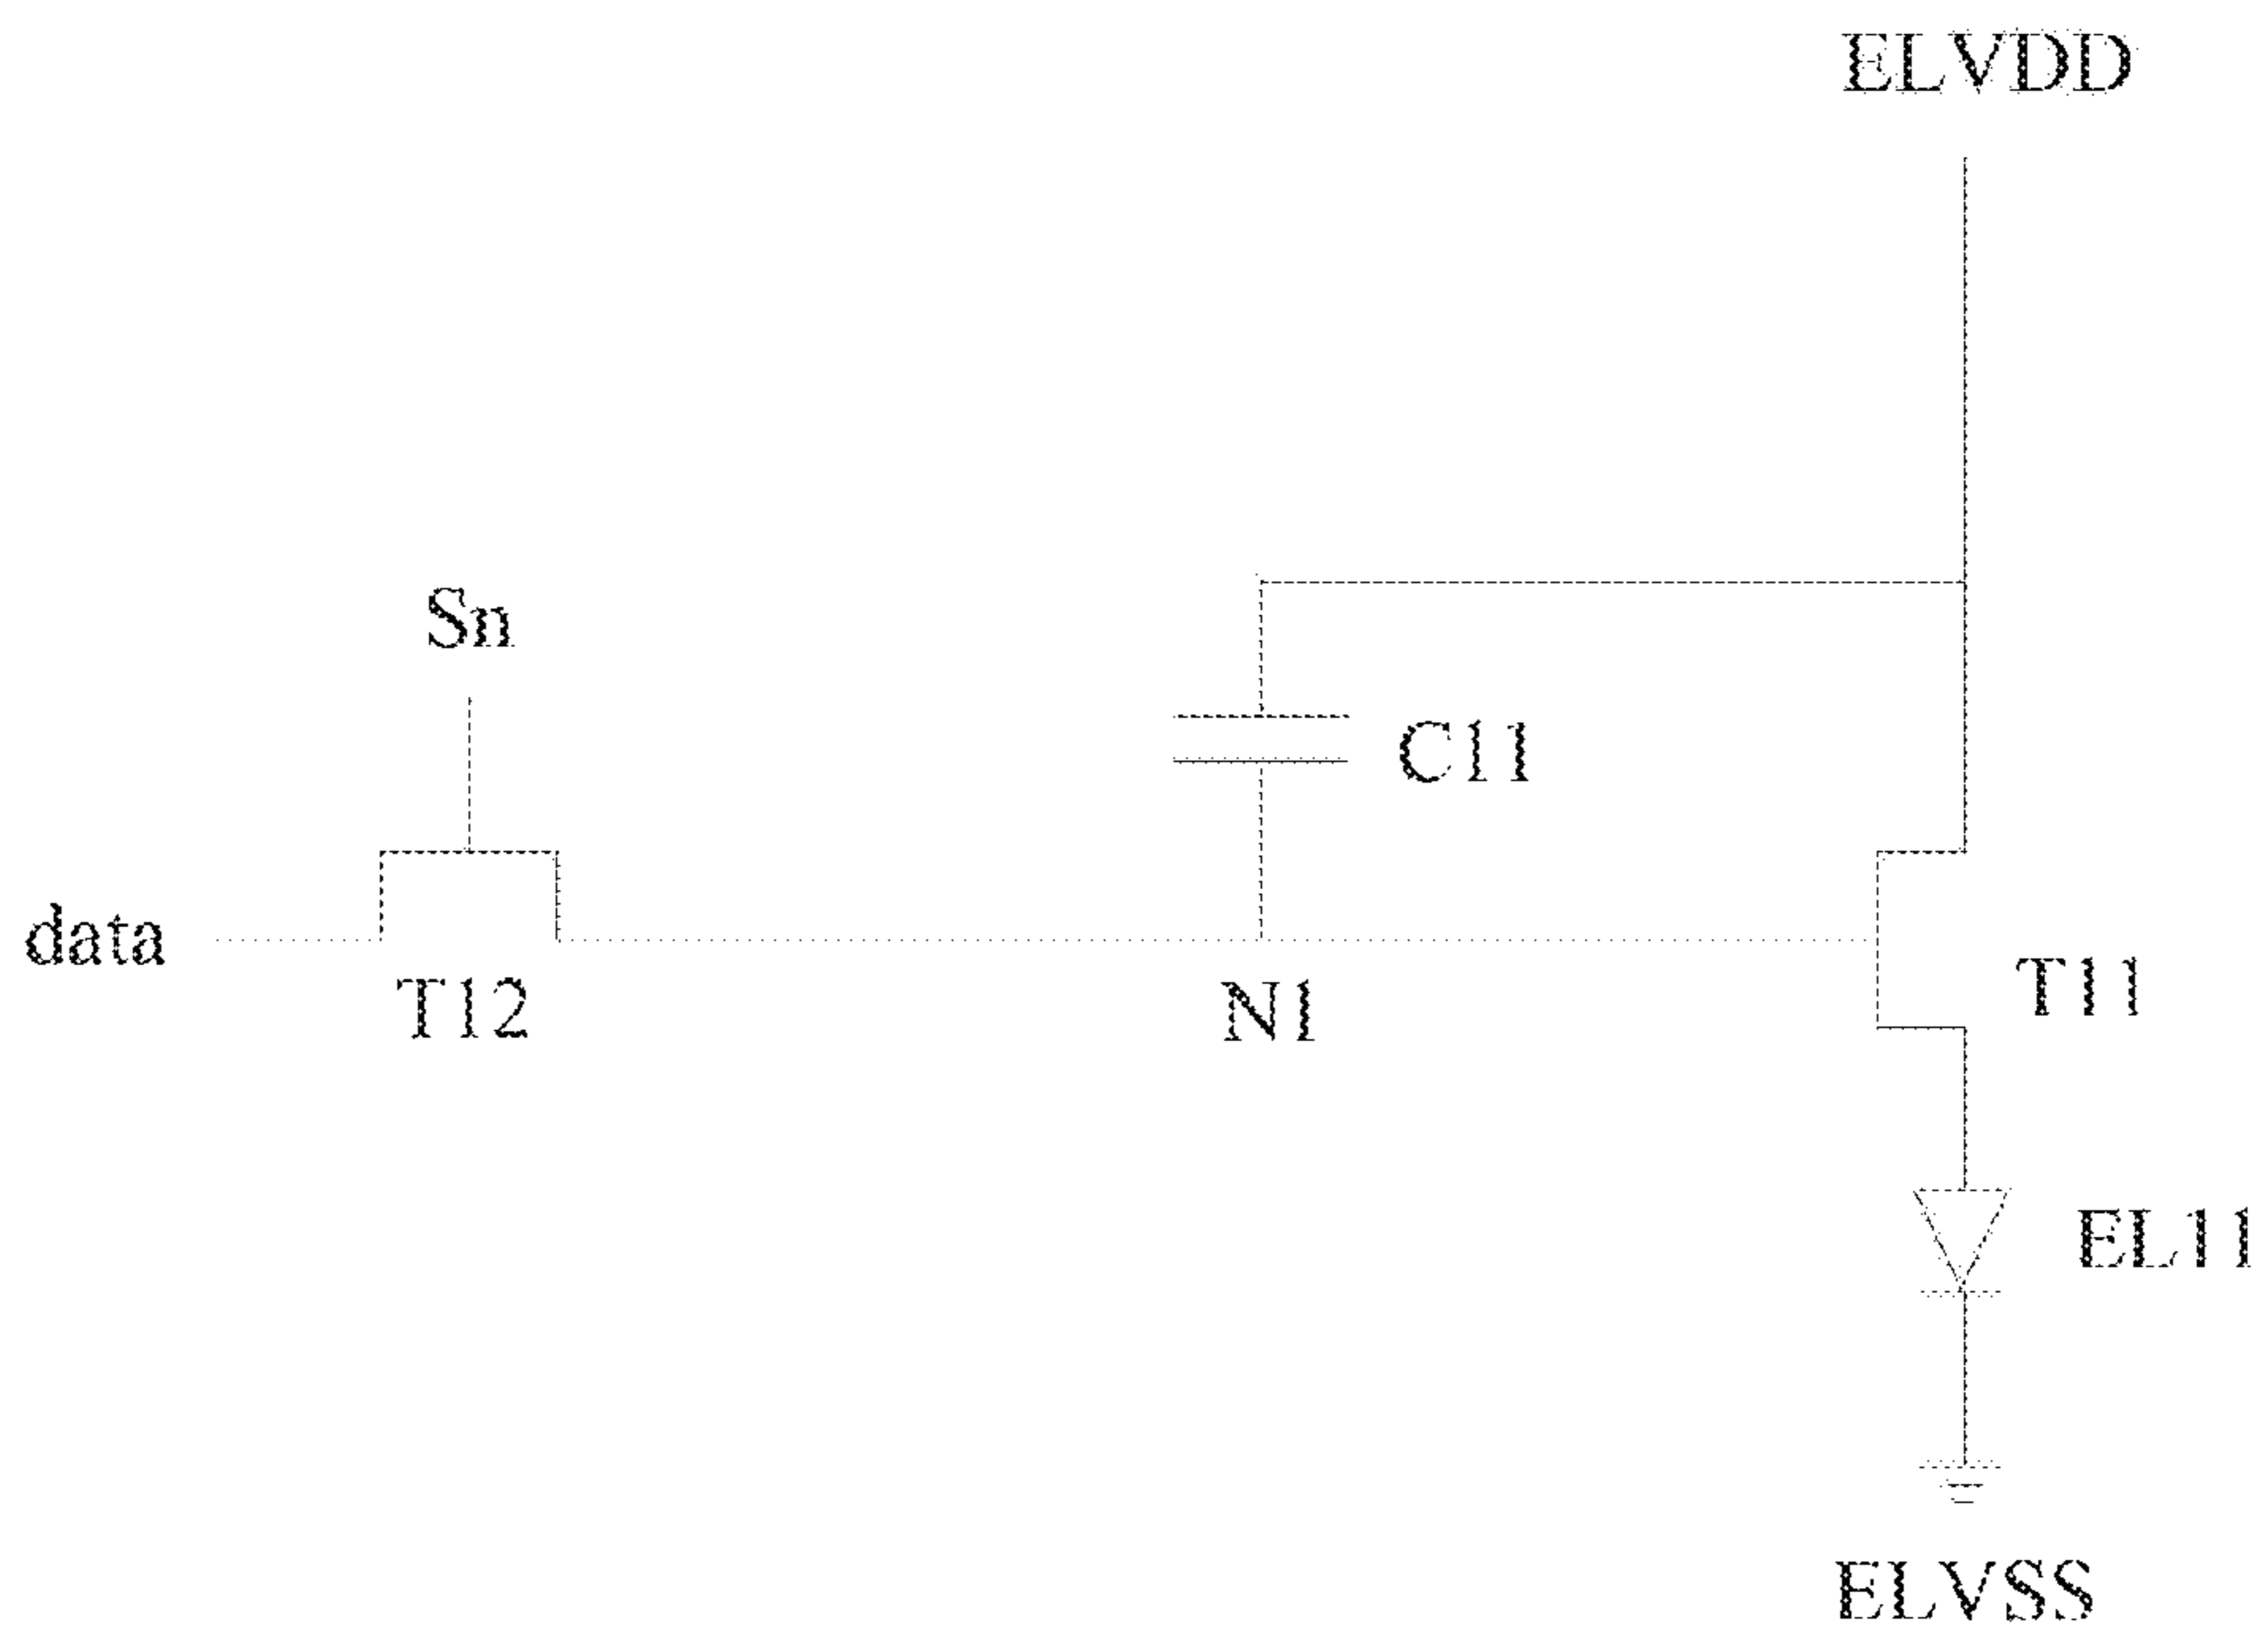 ELVDD
Sn
C11
data
T12
N1
T11
EL11
ELVSS